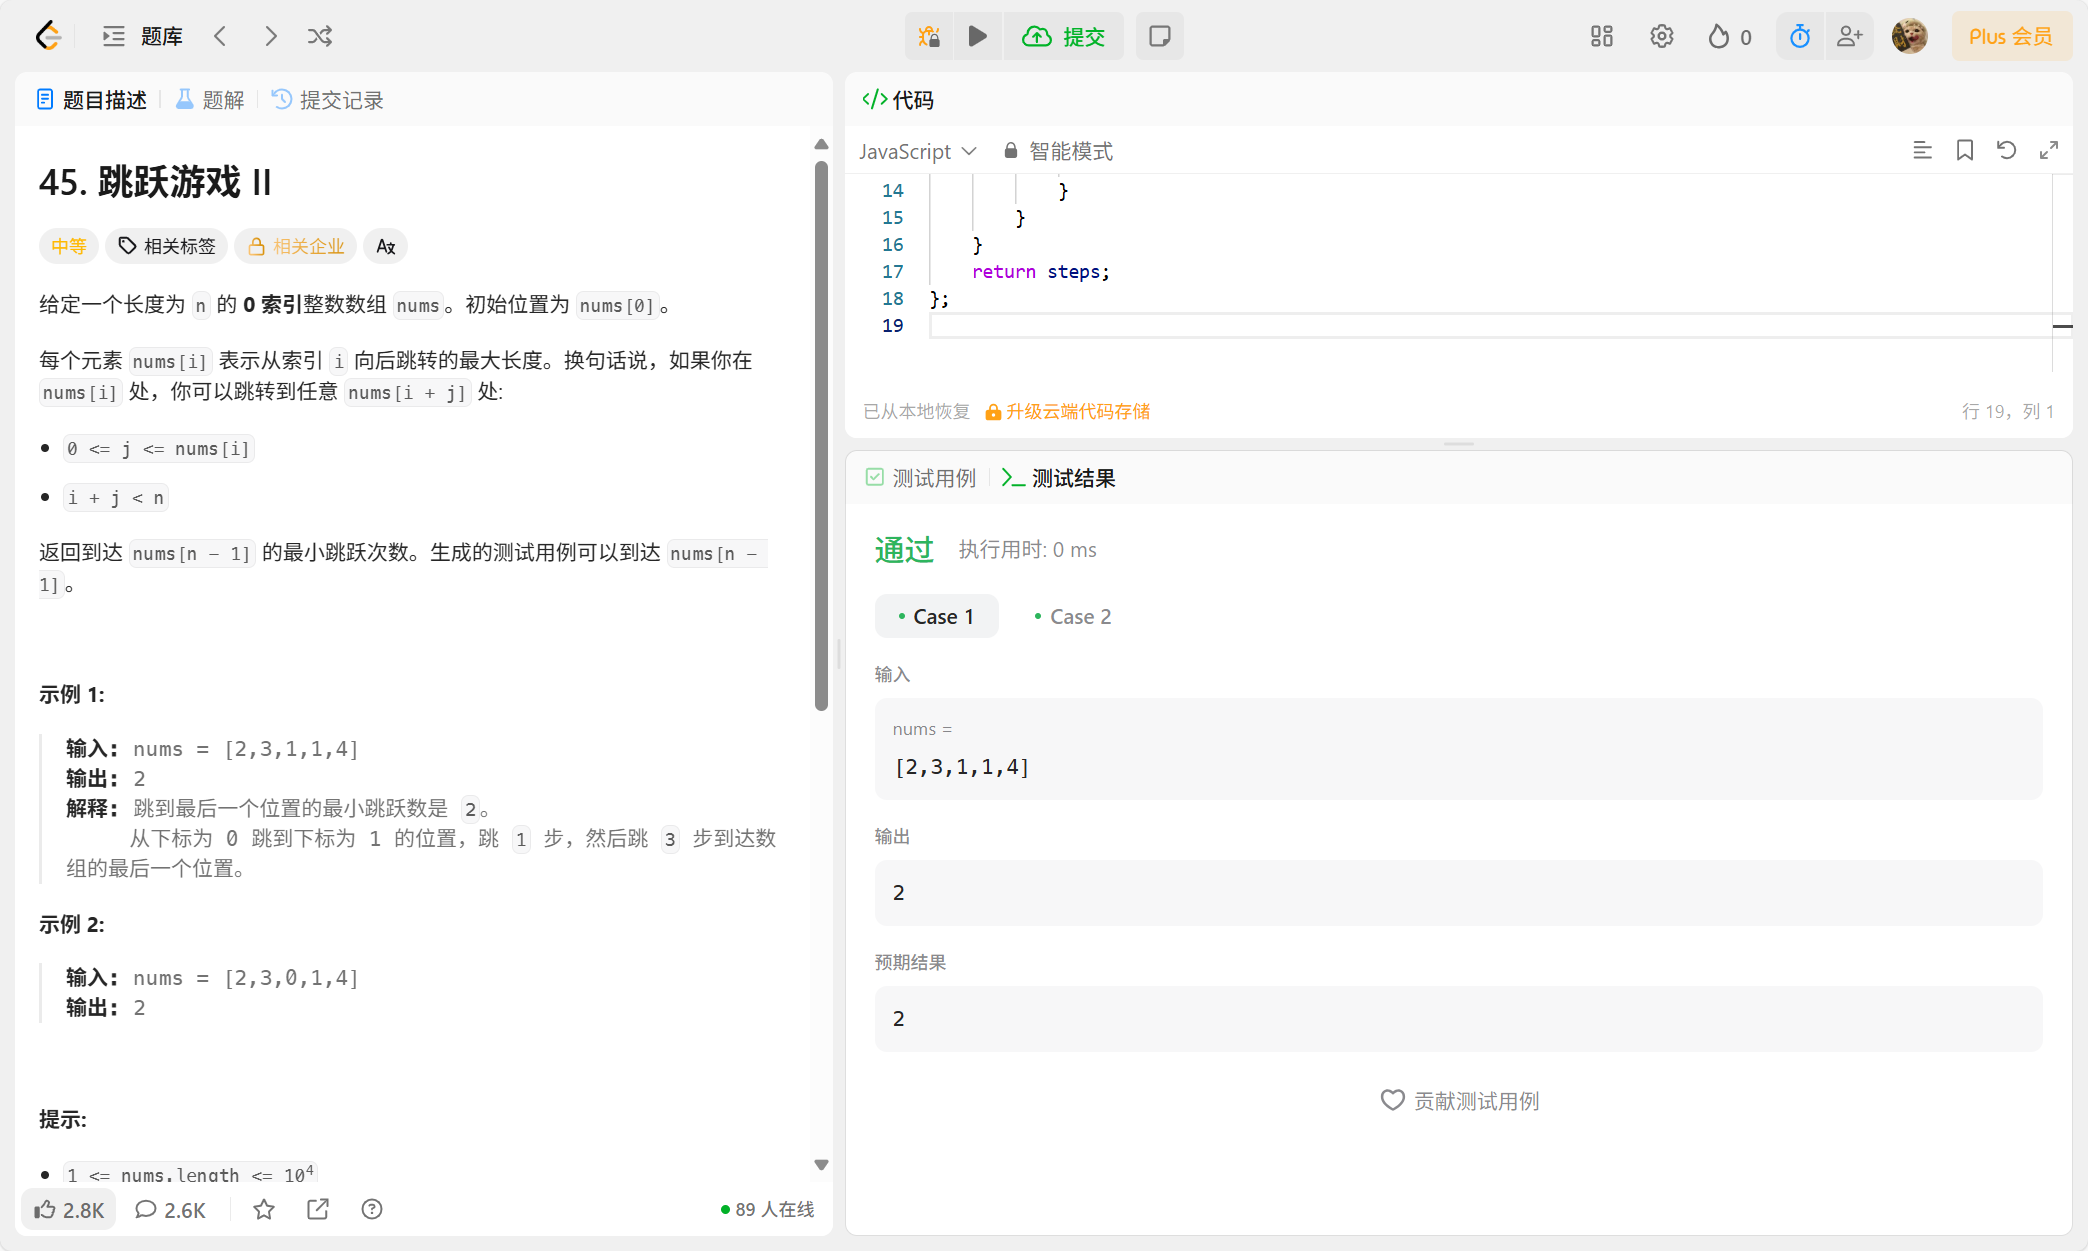 题库
提交
0
Plus 会员
题目描述
题解
提交记录
45. 跳跃游戏 II
中等
相关标签
相关企业
给定一个长度为 n 的 0 索引整数数组 nums。初始位置为 nums[0]。
每个元素 nums[i] 表示从索引 i 向后跳转的最大长度。换句话说，如果你在
nums[i] 处，你可以跳转到任意 nums[i + j] 处:
• 0 <= j <= nums[i]
• i + j < n
返回到达 nums[n - 1] 的最小跳跃次数。生成的测试用例可以到达 nums[n -
1]。
示例 1:
输入: nums = [2,3,1,1,4]
输出: 2
解释: 跳到最后一个位置的最小跳跃数是 2。
从下标为 0 跳到下标为 1 的位置，跳 1 步，然后跳 3 步到达数
组的最后一个位置。
示例 2:
输入: nums = [2,3,0,1,4]
输出: 2
提示:
• 1 <= nums.length <= 10⁴
2.8K
2.6K
89 人在线
</> 代码
JavaScript
智能模式
14 }
15 }
16 }
17 return steps;
18 };
19
已从本地恢复
升级云端代码存储
行 19，列 1
测试用例
测试结果
通过
执行用时: 0 ms
• Case 1
• Case 2
输入
nums =
[2,3,1,1,4]
输出
2
预期结果
2
贡献测试用例